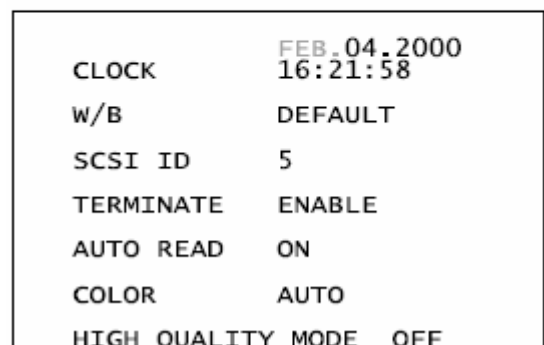 FEB.04.2000
CLOCK 16:21:58
W/B DEFAULT
SCSI ID 5
TERMINATE ENABLE
AUTO READ ON
COLOR AUTO
HIGH QUALITY MODE OFF